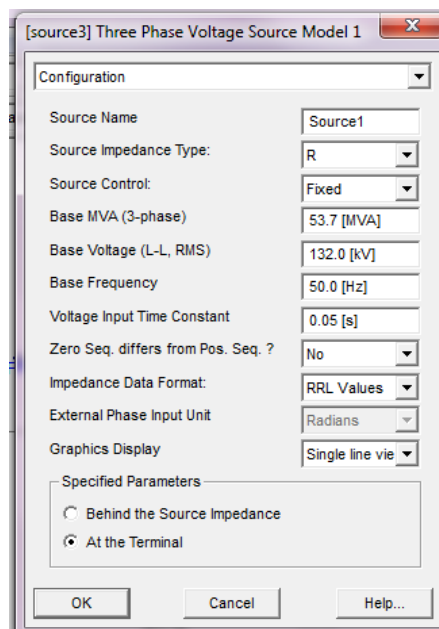 [source3] Three Phase Voltage Source Model 1
Configuration
Source Name Source1
Source Impedance Type: R
Source Control: Fixed
Base MVA (3-phase) 53.7 [MVA]
Base Voltage (L-L, RMS) 132.0 [kV]
Base Frequency 50.0 [Hz]
Voltage Input Time Constant 0.05 [s]
Zero Seq. differs from Pos. Seq. ? No
Impedance Data Format: RRL Values
External Phase Input Unit Radians
Graphics Display Single line vie
Specified Parameters
Behind the Source Impedance
At the Terminal
OK Cancel Help...